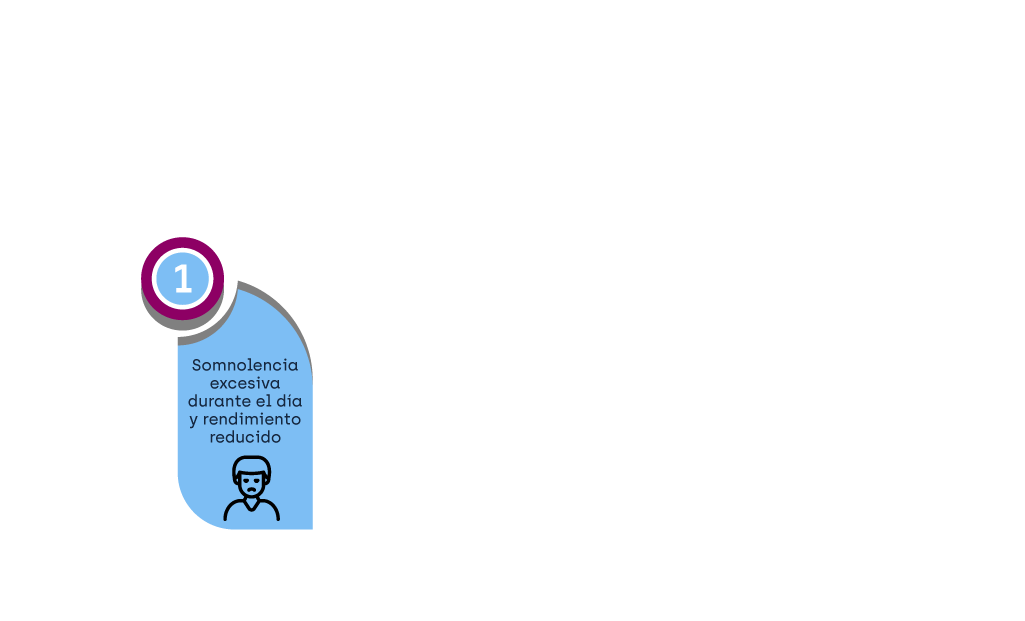 1
Somnolencia
excesiva
durante el día
y rendimiento
reducido